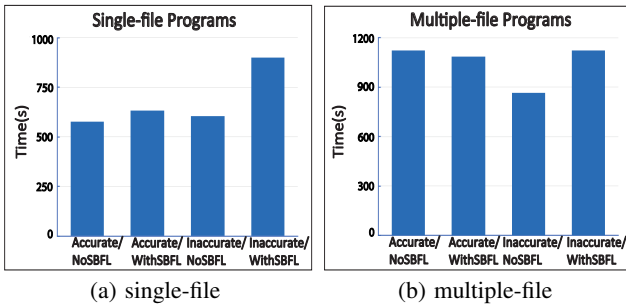 Single-file Programs
1000
750
500
250
0
Time(s)
Accurate/ Accurate/ Inaccurate/ Inaccurate/
NoSBFL WithSBFL NoSBFL WithSBFL
(a) single-file
Multiple-file Programs
1200
900
600
300
0
Time(s)
Accurate/ Accurate/ Inaccurate/ Inaccurate/
NoSBFL WithSBFL NoSBFL WithSBFL
(b) multiple-file